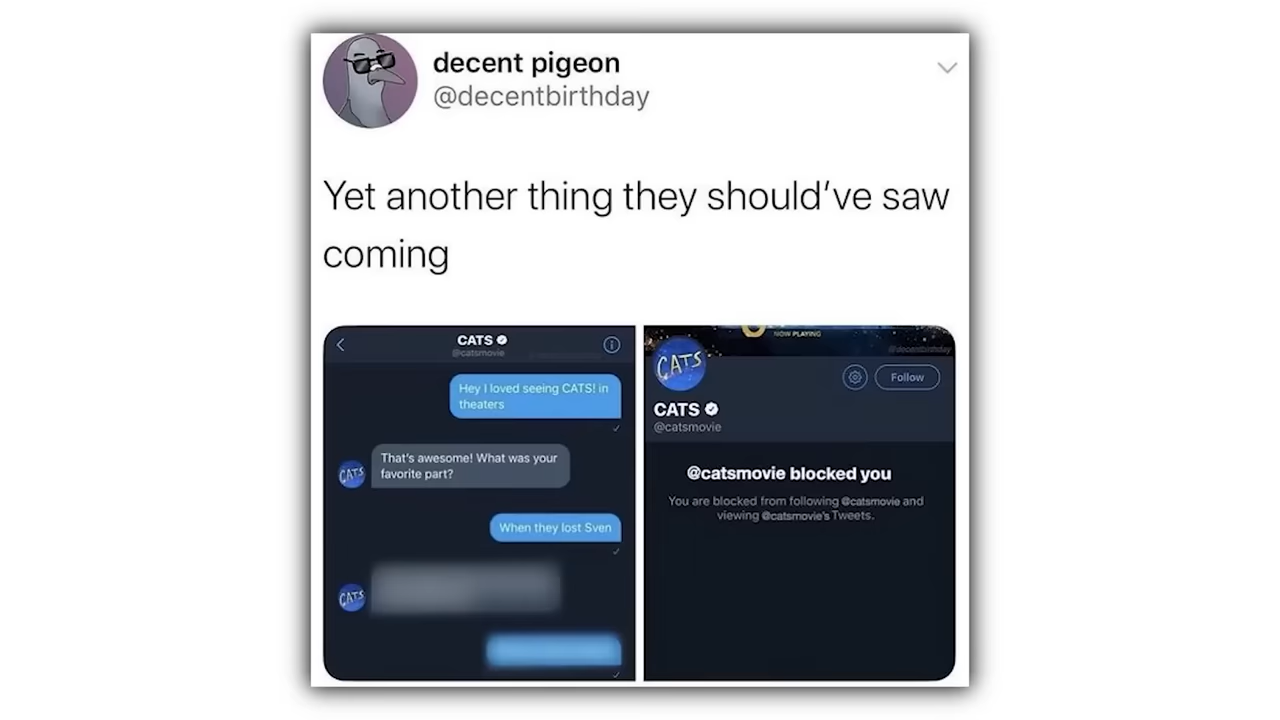 decent pigeon
@decentbirthday
Yet another thing they should've saw
coming
CATS
@catsmovie
Hey I loved seeing CATS! in
theaters
That's awesome! What was your
favorite part?
CATS
When they lost Sven
CATS
NOW PLAYING
@decentbirthday
CATS
Follow
CATS
@catsmovie
@catsmovie blocked you
You are blocked from following @catsmovie and
viewing @catsmovie's Tweets.